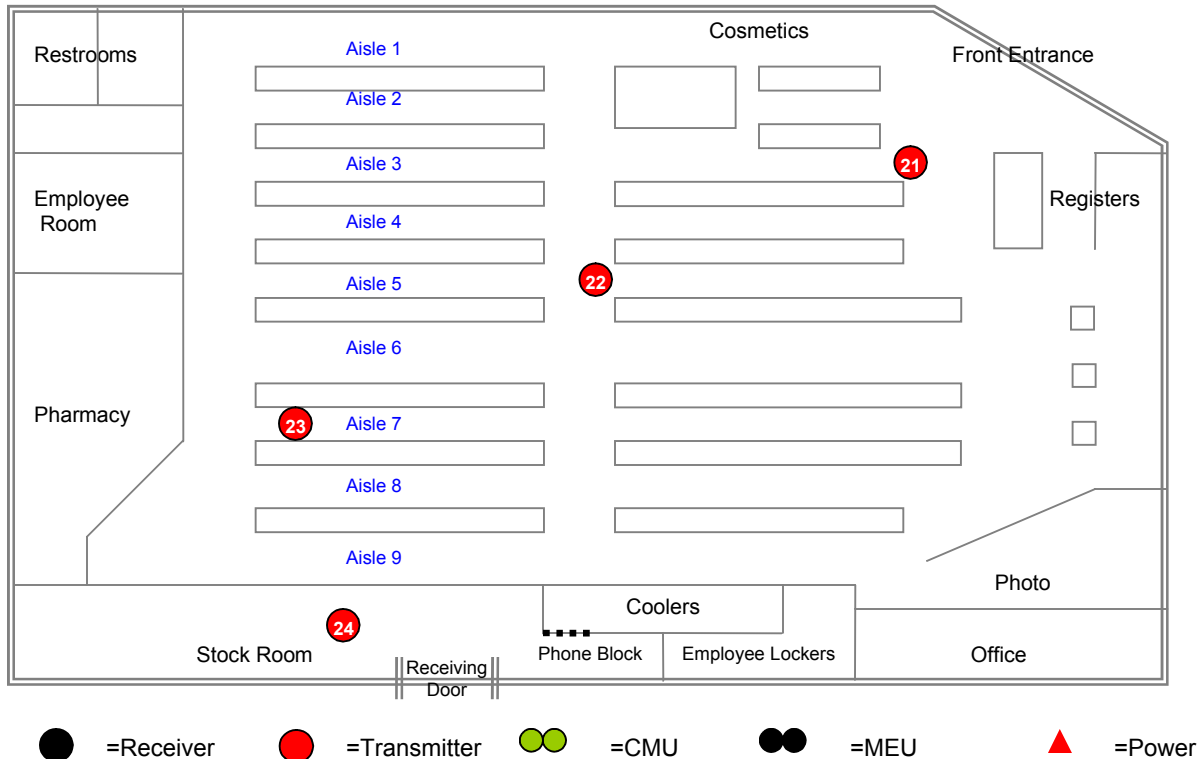 Cosmetics
Restrooms
Aisle 1
Front Entrance
Aisle 2
Aisle 3
21
Employee
Room
Registers
Aisle 4
22
Aisle 5
Aisle 6
Pharmacy
23
Aisle 7
Aisle 8
Aisle 9
Photo
Coolers
24
Stock Room
Phone Block
Employee Lockers
Office
Receiving
Door
=Receiver
=Transmitter
=CMU
=MEU
=Power